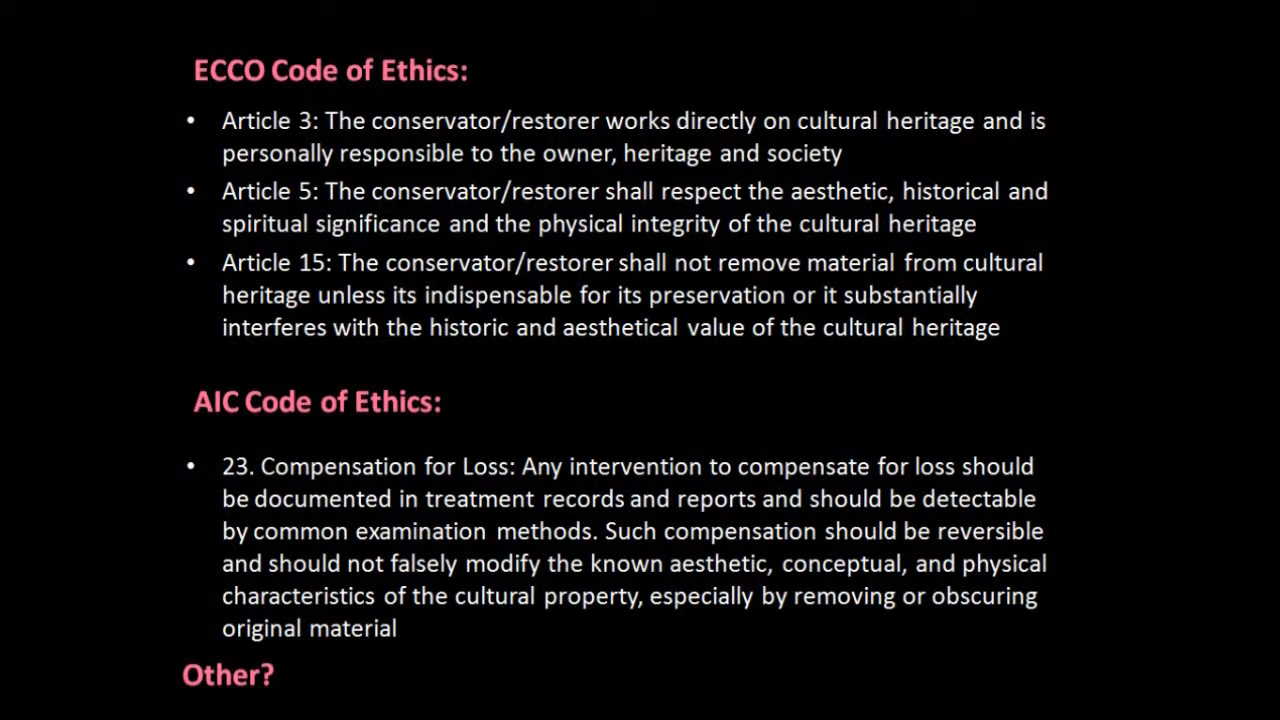 ECCO Code of Ethics:
• Article 3: The conservator/restorer works directly on cultural heritage and is
personally responsible to the owner, heritage and society
• Article 5: The conservator/restorer shall respect the aesthetic, historical and
spiritual significance and the physical integrity of the cultural heritage
• Article 15: The conservator/restorer shall not remove material from cultural
heritage unless its indispensable for its preservation or it substantially
interferes with the historic and aesthetical value of the cultural heritage
AIC Code of Ethics:
• 23. Compensation for Loss: Any intervention to compensate for loss should
be documented in treatment records and reports and should be detectable
by common examination methods. Such compensation should be reversible
and should not falsely modify the known aesthetic, conceptual, and physical
characteristics of the cultural property, especially by removing or obscuring
original material
Other?